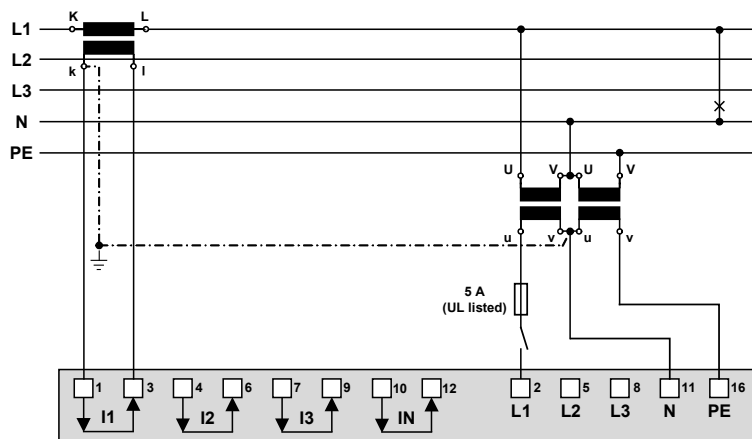 K L
L1
L2
k l
L3
N
PE
U V U V
u v u v
5 A
(UL listed)
1 3 4 6 7 9 10 12 2 5 8 11 16
I1 I2 I3 IN L1 L2 L3 N PE